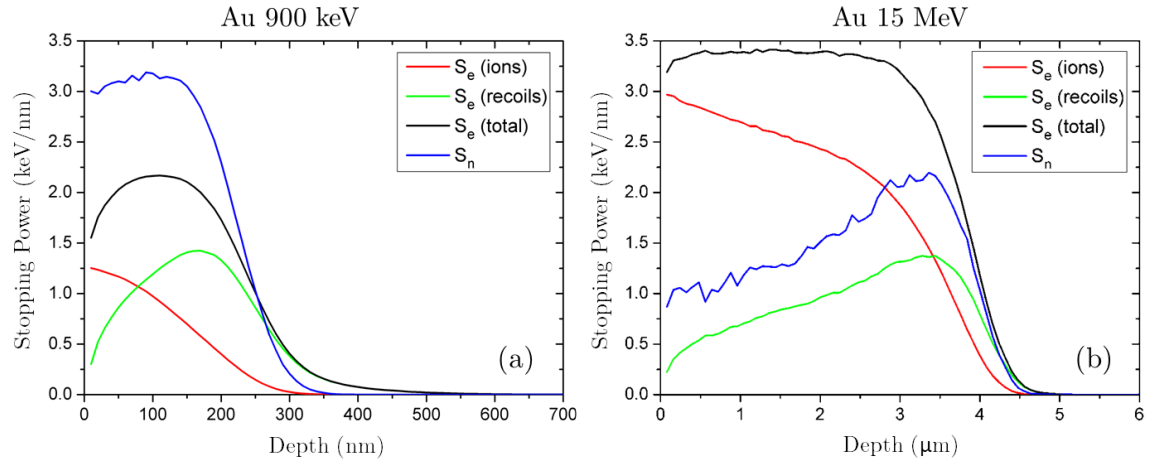 Au 900 keV
Au 15 MeV
Stopping Power (keV/nm)
3.5
3.0
2.5
2.0
1.5
1.0
0.5
0.0
Sₑ (ions)
Sₑ (recoils)
Sₑ (total)
Sₙ
(a)
0 100 200 300 400 500 600 700
Depth (nm)
Stopping Power (keV/nm)
3.5
3.0
2.5
2.0
1.5
1.0
0.5
0.0
Sₑ (ions)
Sₑ (recoils)
Sₑ (total)
Sₙ
(b)
0 1 2 3 4 5 6
Depth (μm)